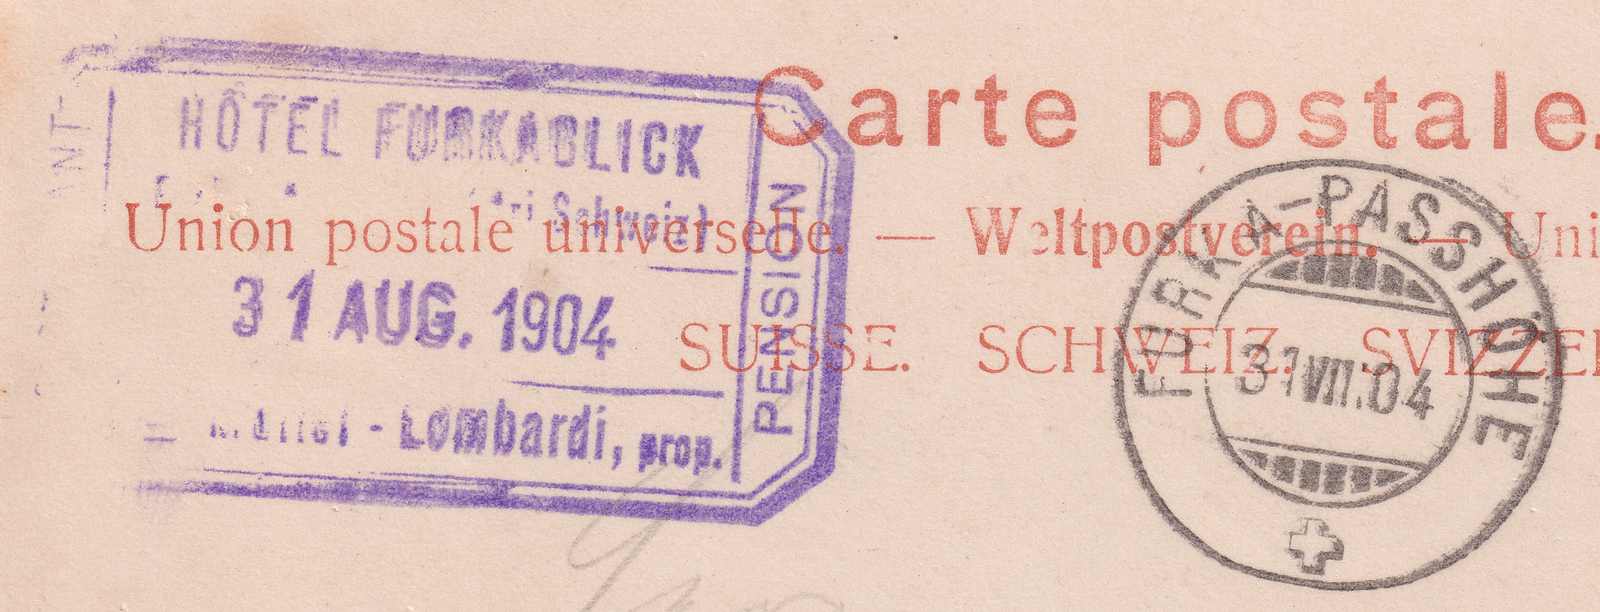 HÔTEL FURKABLICK
Schweiz)
31 AUG. 1904
- Lombardi, prop.
PENSION
Carte postale.
Union postale universelle. — Weltpostverein. — Uni
SUISSE. SCHWEIZ. SVIZZE
FURKA-PASSHÖHE
31 VIII.04